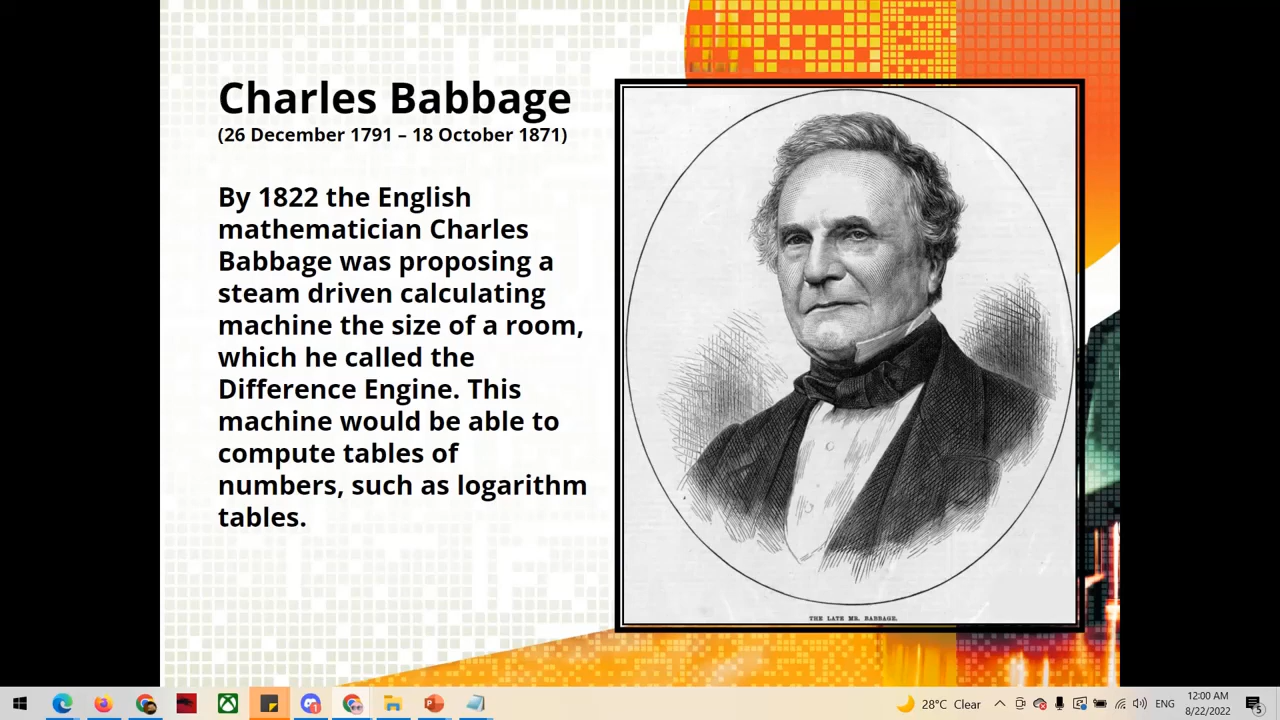 Charles Babbage
(26 December 1791 – 18 October 1871)
By 1822 the English
mathematician Charles
Babbage was proposing a
steam driven calculating
machine the size of a room,
which he called the
Difference Engine. This
machine would be able to
compute tables of
numbers, such as logarithm
tables.
THE LATE MR. BABBAGE.
28°C Clear
ENG
12:00 AM
8/22/2022
5
1